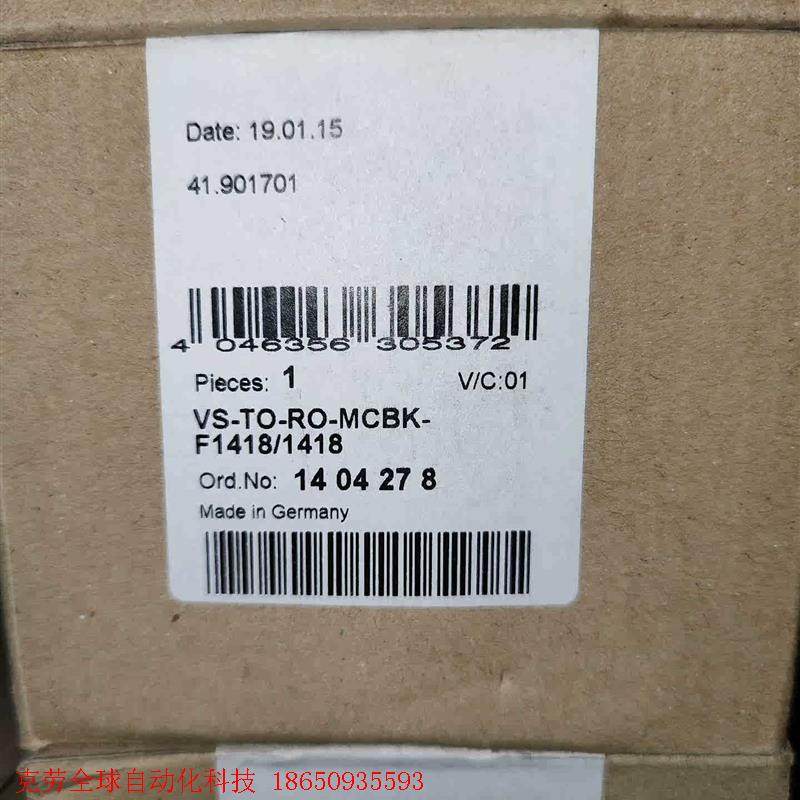 Date: 19.01.15
41.901701
4 046356 305372
Pieces: 1 V/C:01
VS-TO-RO-MCBK-
F1418/1418
Ord.No: 14 04 27 8
Made in Germany
克劳全球自动化科技 18650935593